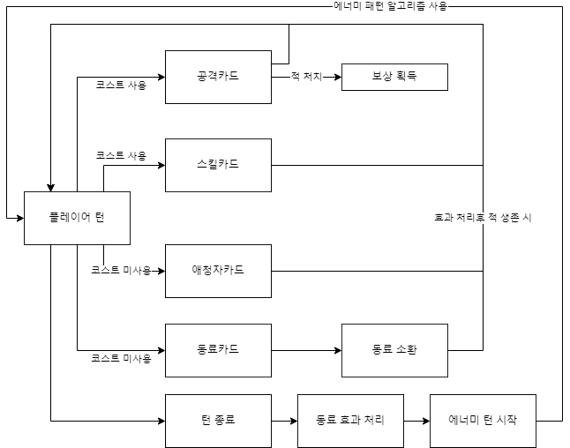 에너미 패턴 알고리즘 사용
공격카드
적 처치
보상 획득
코스트 사용
코스트 사용
스킬카드
플레이어 턴
효과 처리후 적 생존 시
코스트 미사용
애청자카드
코스트 미사용
동료카드
동료 소환
턴 종료
동료 효과 처리
에너미 턴 시작